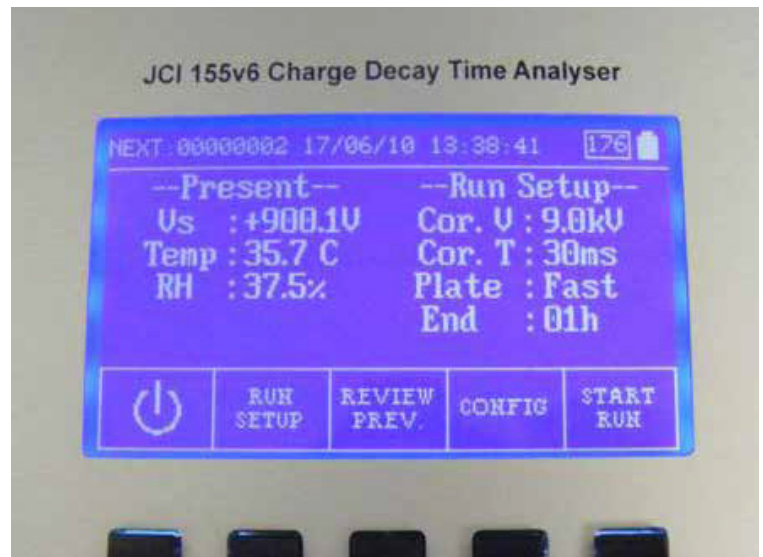 JCI 155v6 Charge Decay Time Analyser
NEXT 00000002 17/06/10 13:38:41 176
--Present-- --Run Setup--
Vs :+900.1V Cor. V : 9.0kV
Temp : 35.7 C Cor. T : 30ms
RH : 37.5% Plate : Fast
End : 01h
RUN SETUP REVIEW PREV. CONFIG START RUN